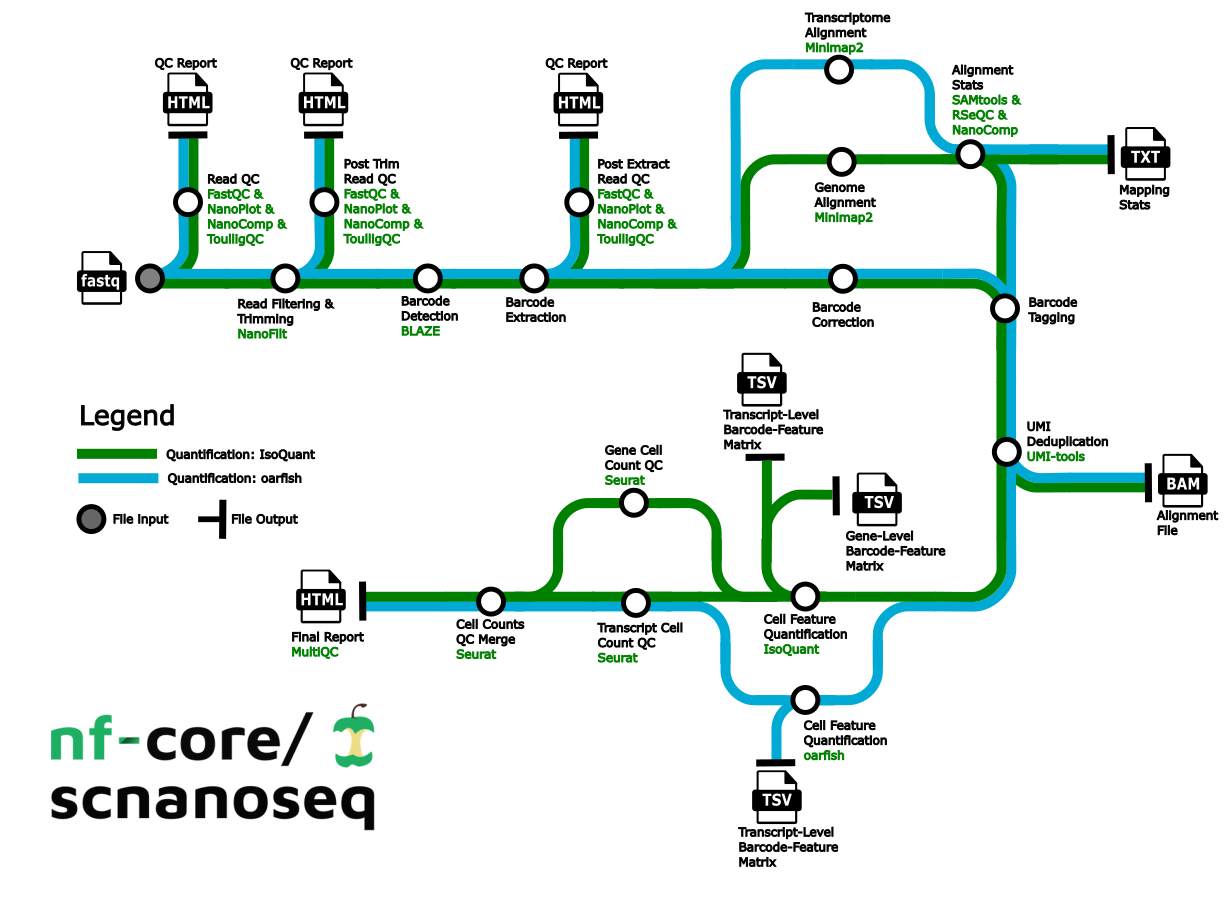 Transcriptome
Alignment
Minimap2
QC Report
HTML
QC Report
HTML
QC Report
HTML
Alignment
Stats
SAMtools &
RSeQC &
NanoComp
TXT
Mapping
Stats
Read QC
FastQC &
NanoPlot &
NanoComp &
ToulligQC
Post Trim
Read QC
FastQC &
NanoPlot &
NanoComp &
ToulligQC
Post Extract
Read QC
FastQC &
NanoPlot &
NanoComp &
ToulligQC
Genome
Alignment
Minimap2
fastq
Read Filtering &
Trimming
NanoFilt
Barcode
Detection
BLAZE
Barcode
Extraction
Barcode
Correction
Barcode
Tagging
Legend
Quantification: IsoQuant
Quantification: oarfish
File Input
File Output
TSV
Transcript-Level
Barcode-Feature
Matrix
UMI
Deduplication
UMI-tools
BAM
Alignment
File
Gene Cell
Count QC
Seurat
TSV
Gene-Level
Barcode-Feature
Matrix
HTML
Final Report
MultiQC
Cell Counts
QC Merge
Seurat
Transcript Cell
Count QC
Seurat
Cell Feature
Quantification
IsoQuant
Cell Feature
Quantification
oarfish
TSV
Transcript-Level
Barcode-Feature
Matrix
nf-core/
scnanoseq